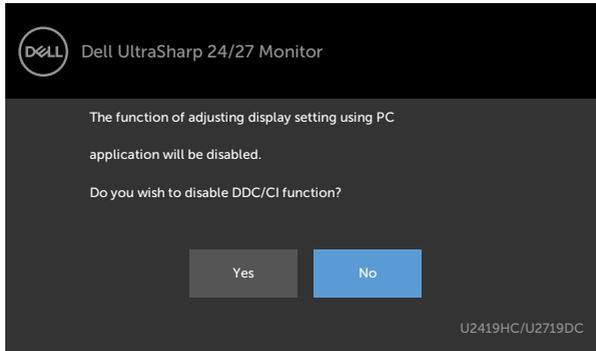 DELL
Dell UltraSharp 24/27 Monitor
The function of adjusting display setting using PC
application will be disabled.
Do you wish to disable DDC/CI function?
Yes
No
U2419HC/U2719DC